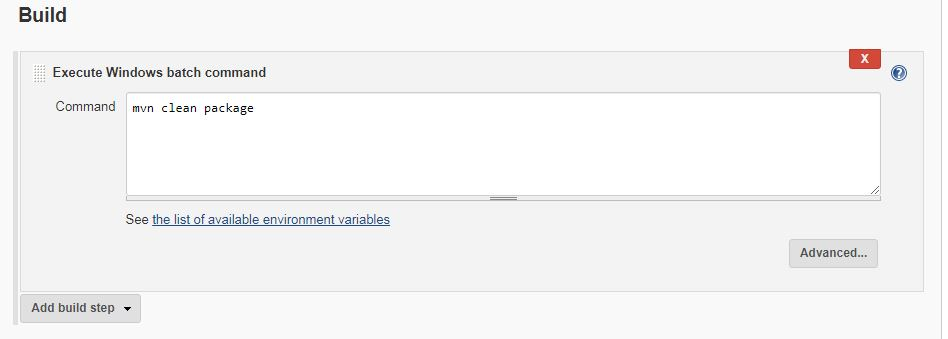 Build
X
Execute Windows batch command
?
Command
mvn clean package
See the list of available environment variables
Advanced...
Add build step